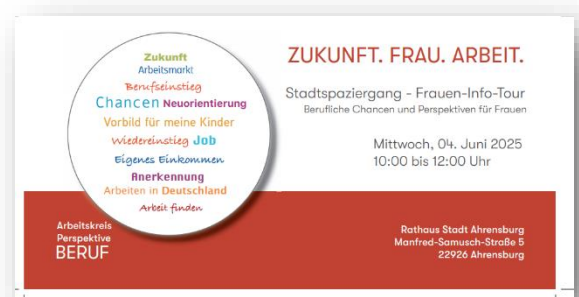 Zukunft
Arbeitsmarkt
Berufseinstieg
Chancen Neuorientierung
Vorbild für meine Kinder
Wiedereinstieg Job
Eigenes Einkommen
Anerkennung
Arbeiten in Deutschland
Arbeit finden
ZUKUNFT. FRAU. ARBEIT.
Stadtspaziergang - Frauen-Info-Tour
Berufliche Chancen und Perspektiven für Frauen
Mittwoch, 04. Juni 2025
10:00 bis 12:00 Uhr
Arbeitskreis
Perspektive
BERUF
Rathaus Stadt Ahrensburg
Manfred-Samusch-Straße 5
22926 Ahrensburg